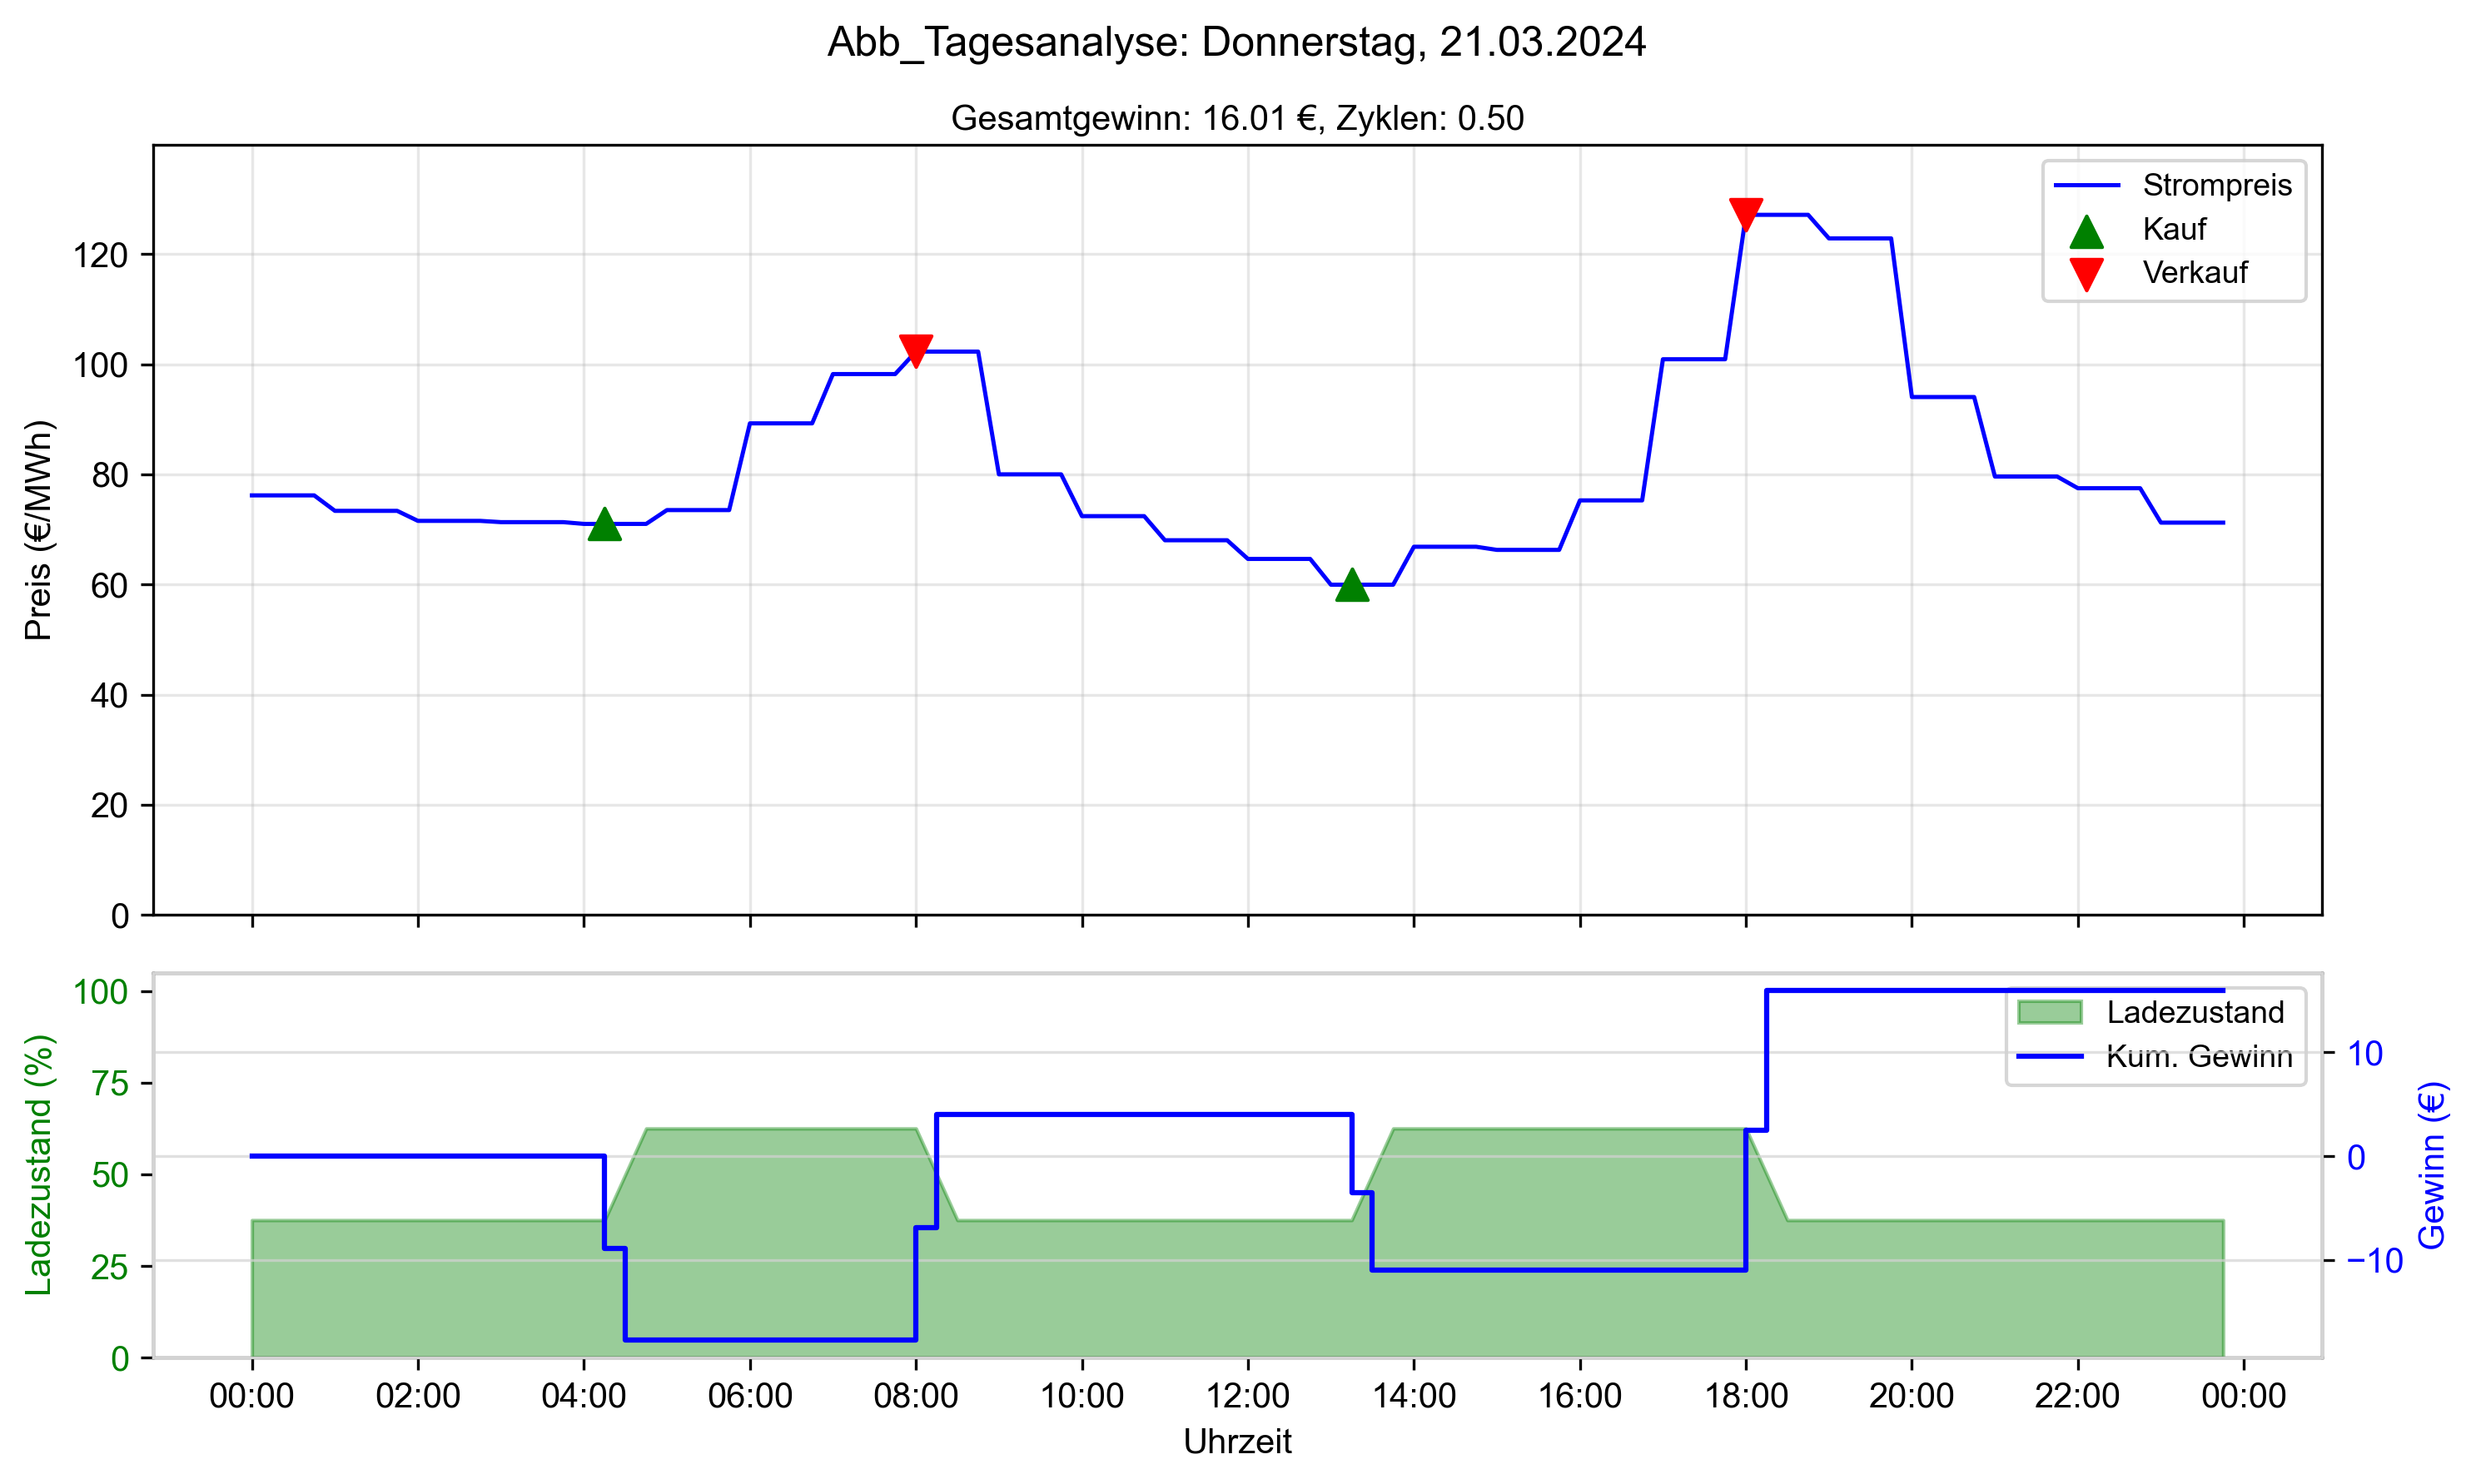 Abb_Tagesanalyse: Donnerstag, 21.03.2024
Gesamtgewinn: 16.01 €, Zyklen: 0.50
Preis (€/MWh)
120
100
80
60
40
20
0
Strompreis
Kauf
Verkauf
Ladezustand (%)
100
75
50
25
0
Ladezustand
Kum. Gewinn
10
0
−10
Gewinn (€)
00:00 02:00 04:00 06:00 08:00 10:00 12:00 14:00 16:00 18:00 20:00 22:00 00:00
Uhrzeit